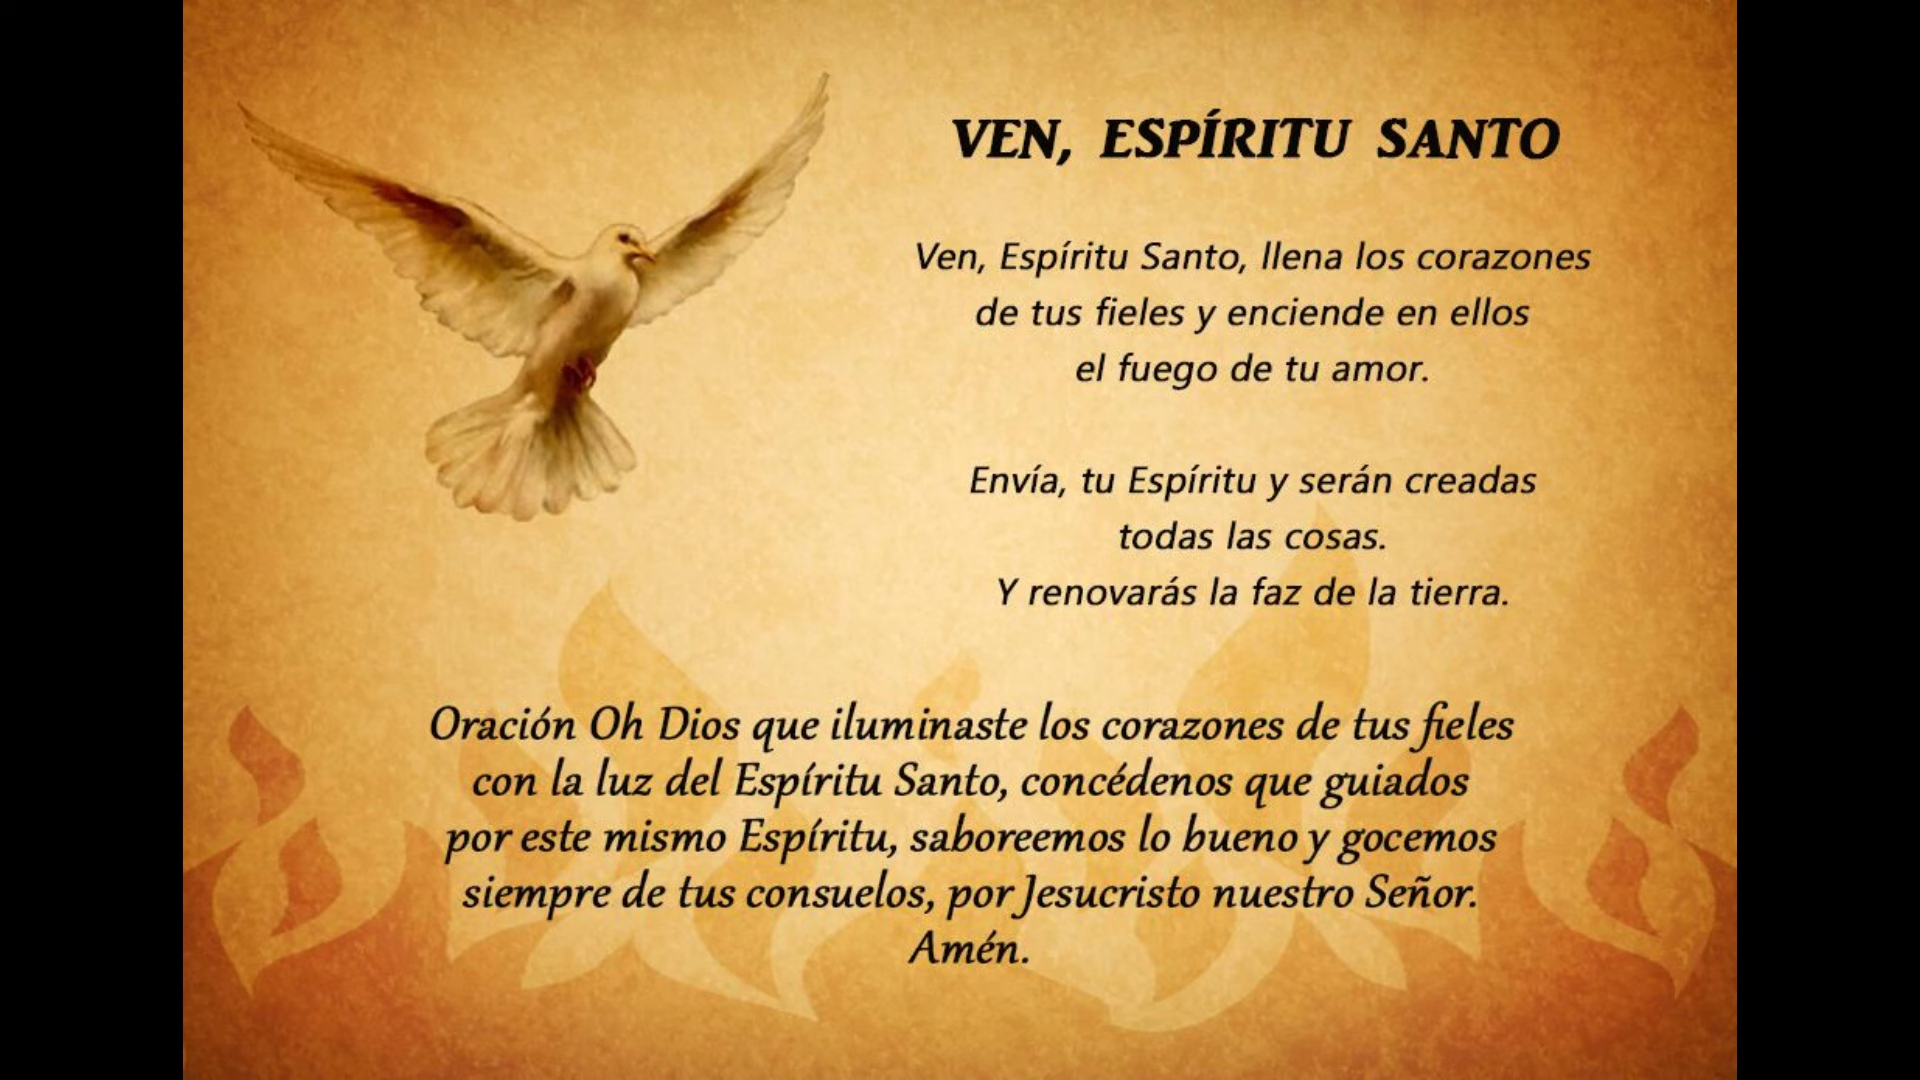 VEN, ESPÍRITU SANTO
Ven, Espíritu Santo, llena los corazones
de tus fieles y enciende en ellos
el fuego de tu amor.
Envía, tu Espíritu y serán creadas
todas las cosas.
Y renovarás la faz de la tierra.
Oración Oh Dios que iluminaste los corazones de tus fieles
con la luz del Espíritu Santo, concédenos que guiados
por este mismo Espíritu, saboreemos lo bueno y gocemos
siempre de tus consuelos, por Jesucristo nuestro Señor.
Amén.